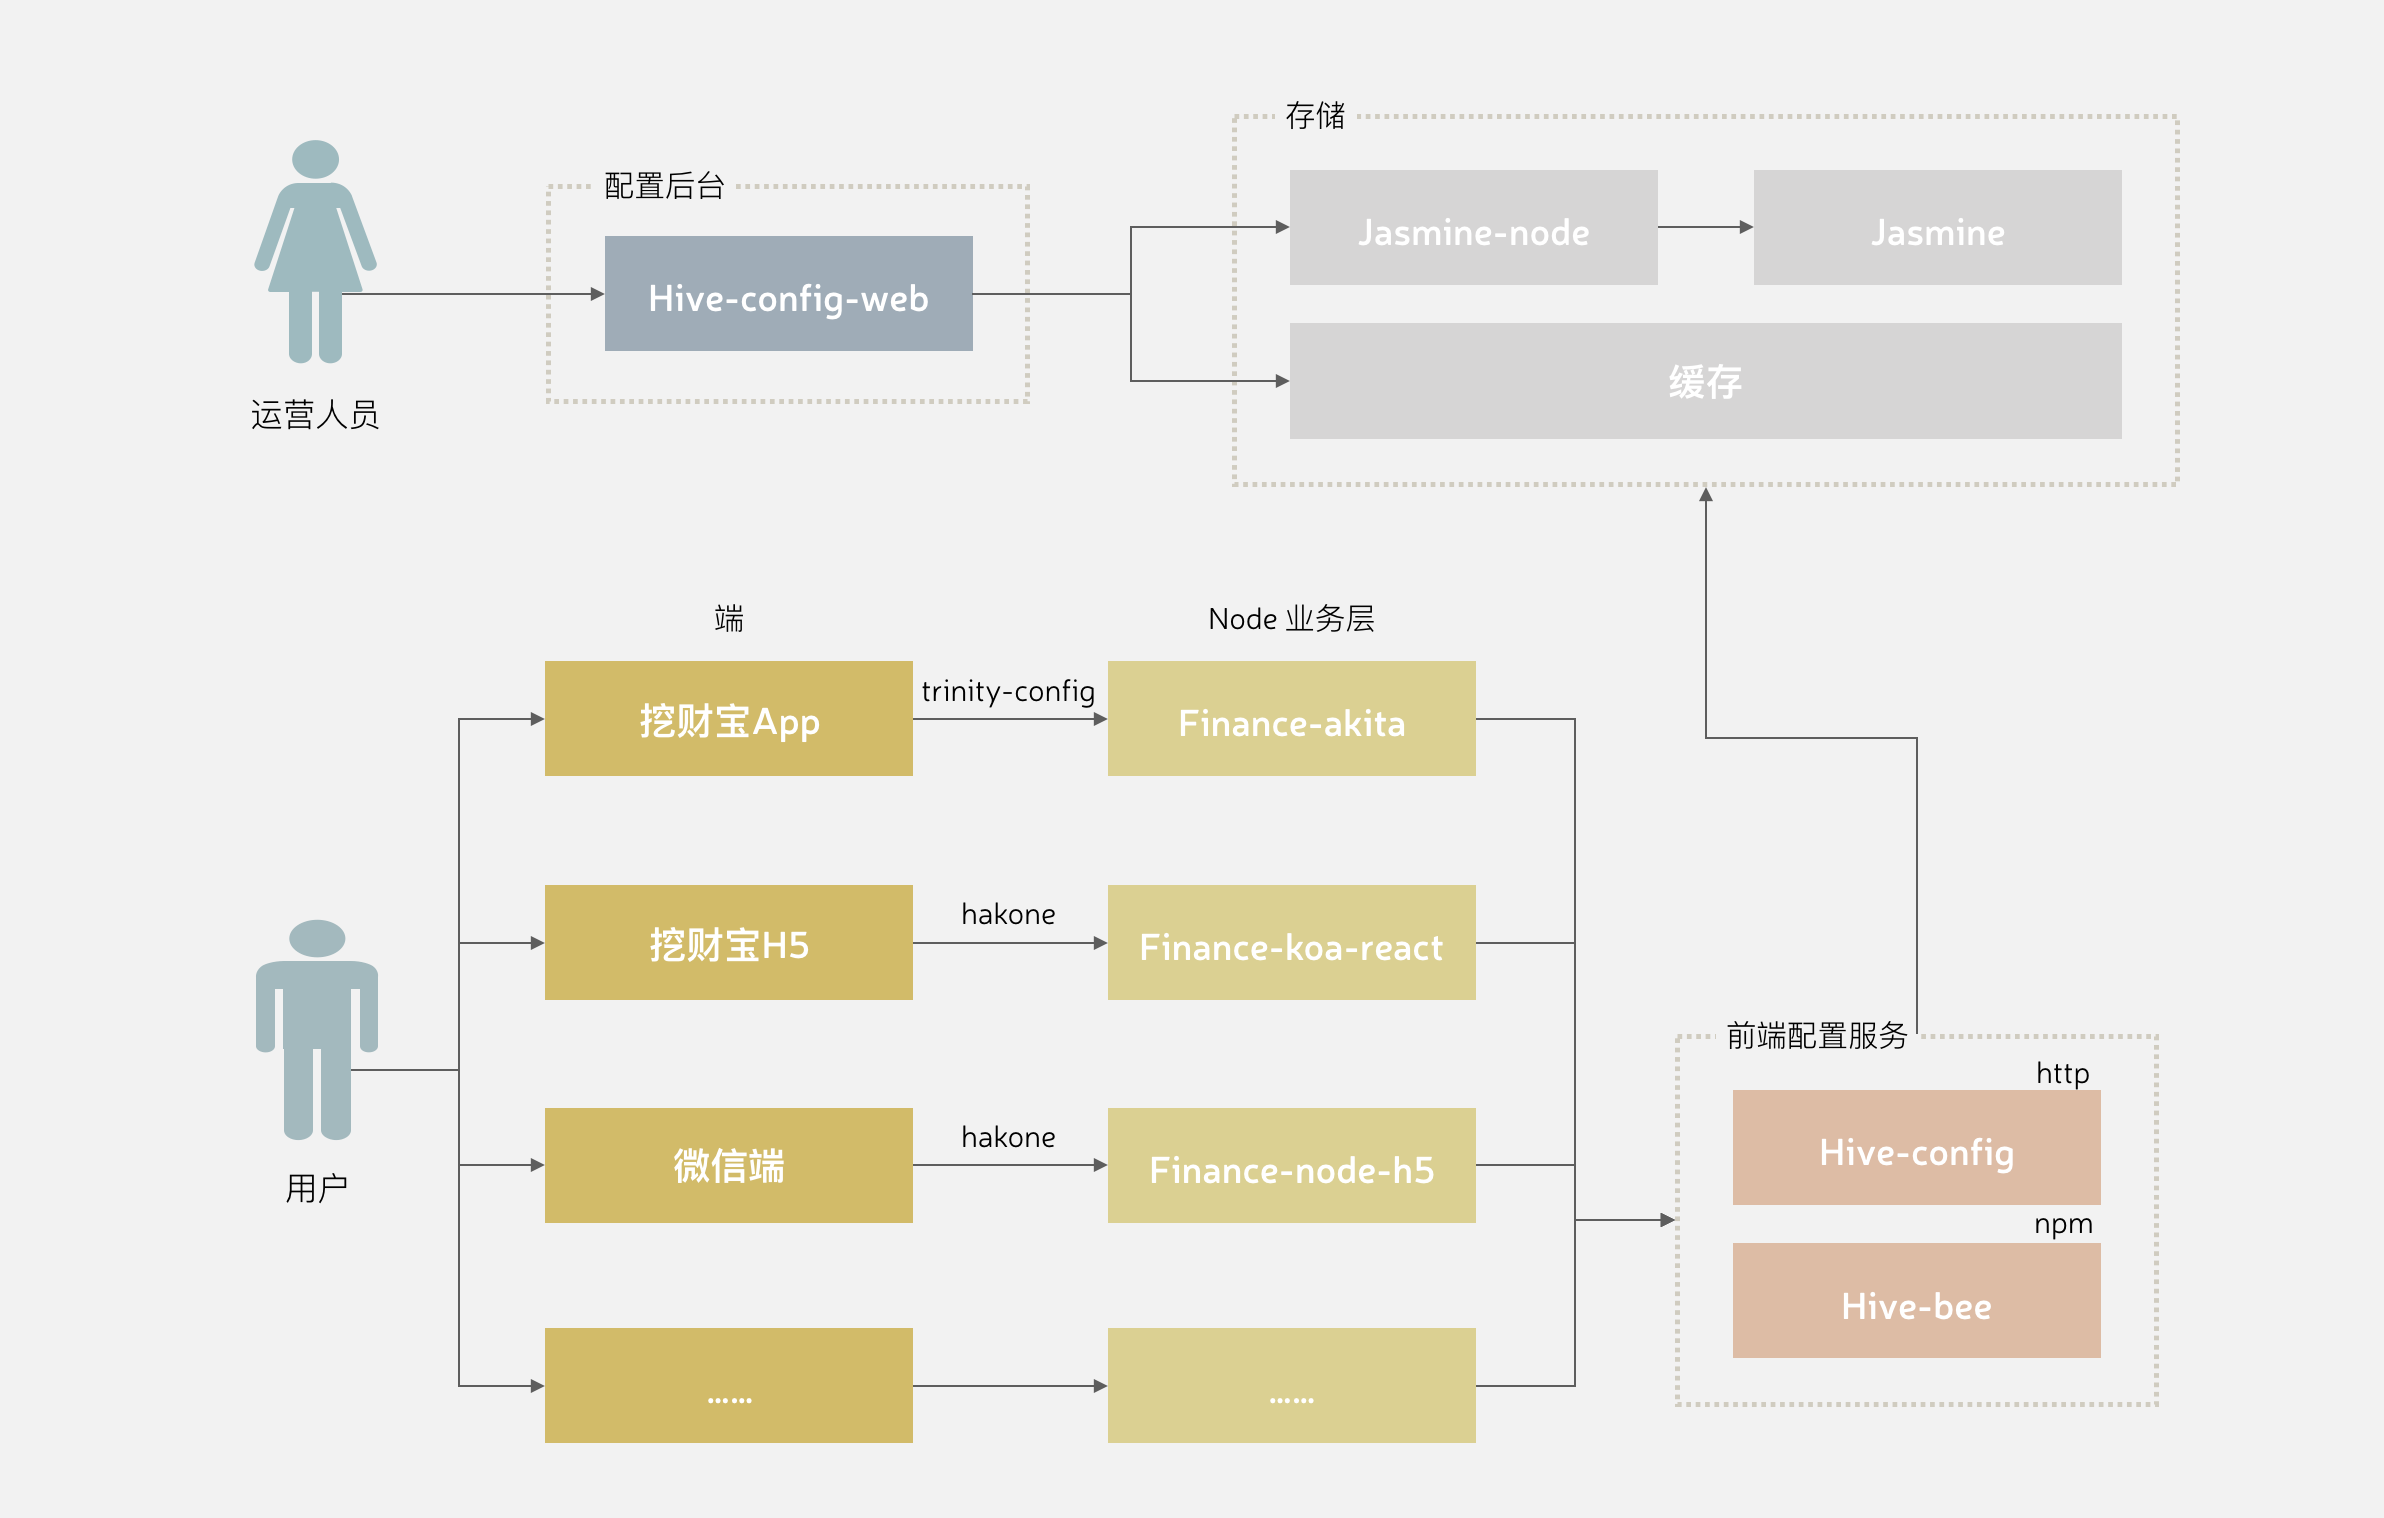 存储
配置后台
Jasmine-node
Jasmine
Hive-config-web
缓存
运营人员
端
Node 业务层
挖财宝App
trinity-config
Finance-akita
挖财宝H5
hakone
Finance-koa-react
前端配置服务
http
Hive-config
微信端
hakone
Finance-node-h5
用户
npm
Hive-bee
……
……